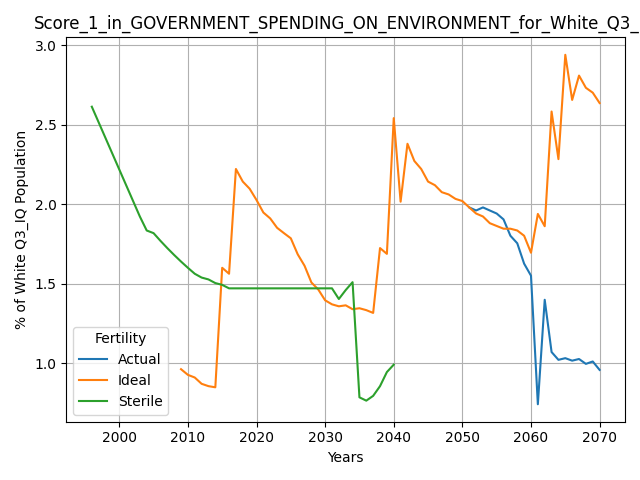 Score_1_in_GOVERNMENT_SPENDING_ON_ENVIRONMENT_for_White_Q3_
3.0
2.5
2.0
1.5
1.0
% of White Q3_IQ Population
Fertility
Actual
Ideal
Sterile
2000 2010 2020 2030 2040 2050 2060 2070
Years